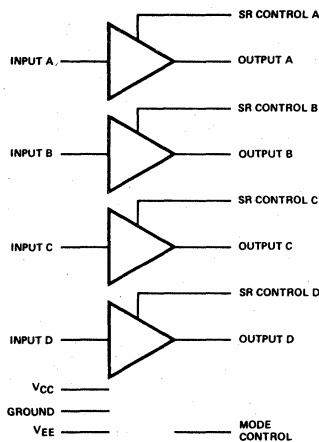 SR CONTROL A
INPUT A
OUTPUT A
SR CONTROL B
INPUT B
OUTPUT B
SR CONTROL C
INPUT C
OUTPUT C
SR CONTROL D
INPUT D
OUTPUT D
VCC
GROUND
VEE
MODE
CONTROL